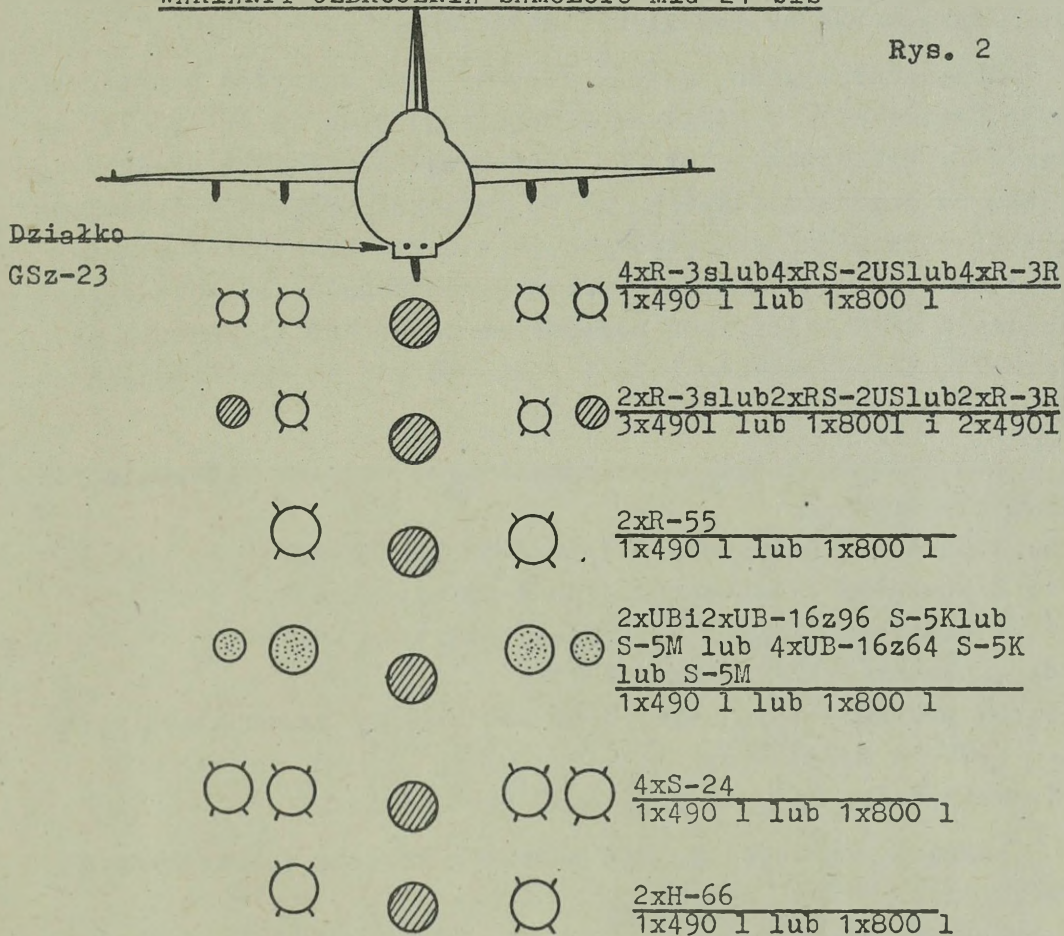 WARIANTY UZBROJENIA SAMOLOTU MiG-21 bis
Rys. 2
Działko
GSz-23
4xR-3slub4xRS-2USlub4xR-3R
1x490 l lub 1x800 l
2xR-3slub2xRS-2USlub2xR-3R
3x490l lub 1x800l i 2x490l
2xR-55
1x490 l lub 1x800 l
2xUBi2xUB-16z96 S-5Klub
S-5M lub 4xUB-16z64 S-5K
lub S-5M
1x490 l lub 1x800 l
4xS-24
1x490 l lub 1x800 l
2xH-66
1x490 l lub 1x800 l